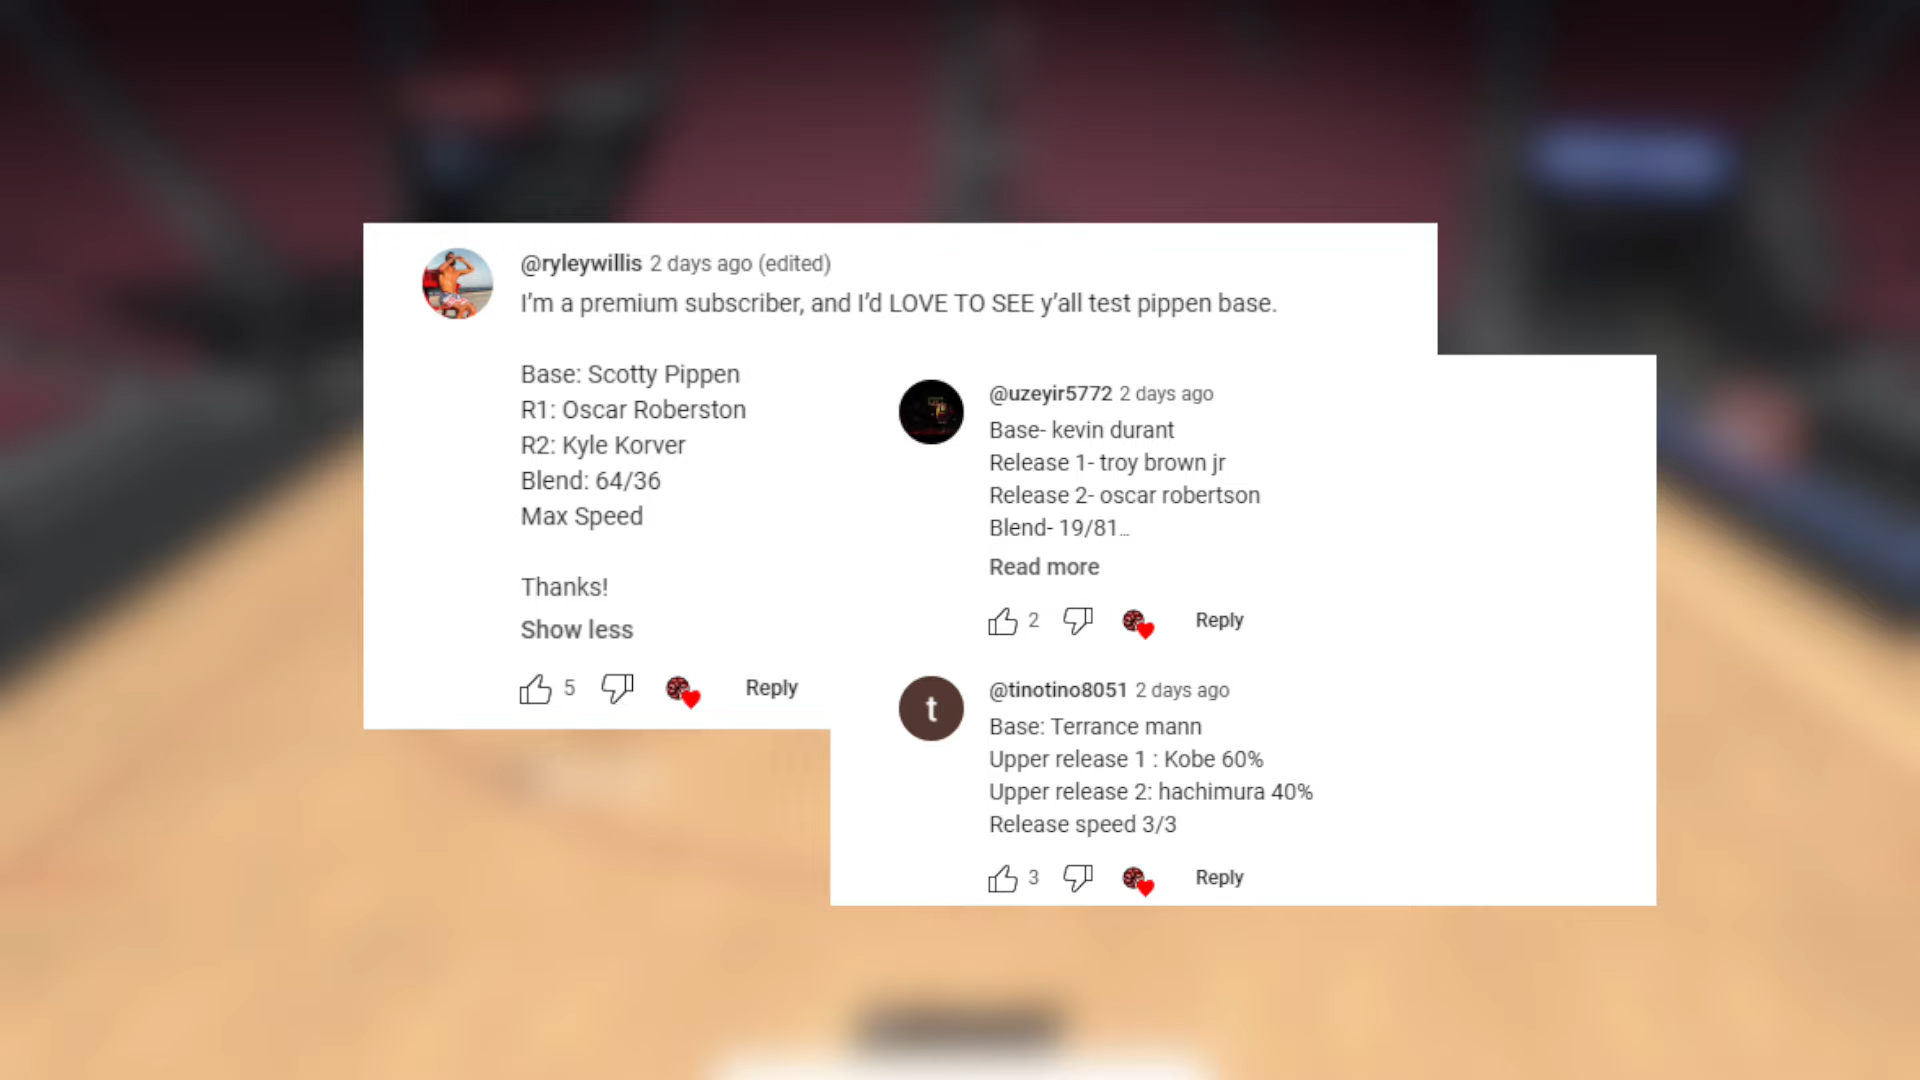 @ryleywillis 2 days ago (edited)
I'm a premium subscriber, and I'd LOVE TO SEE y'all test pippen base.
Base: Scotty Pippen
R1: Oscar Roberston
R2: Kyle Korver
Blend: 64/36
Max Speed
Thanks!
Show less
5 Reply
@uzeyir5772 2 days ago
Base- kevin durant
Release 1- troy brown jr
Release 2- oscar robertson
Blend- 19/81...
Read more
2 Reply
t
@tinotino8051 2 days ago
Base: Terrance mann
Upper release 1 : Kobe 60%
Upper release 2: hachimura 40%
Release speed 3/3
3 Reply